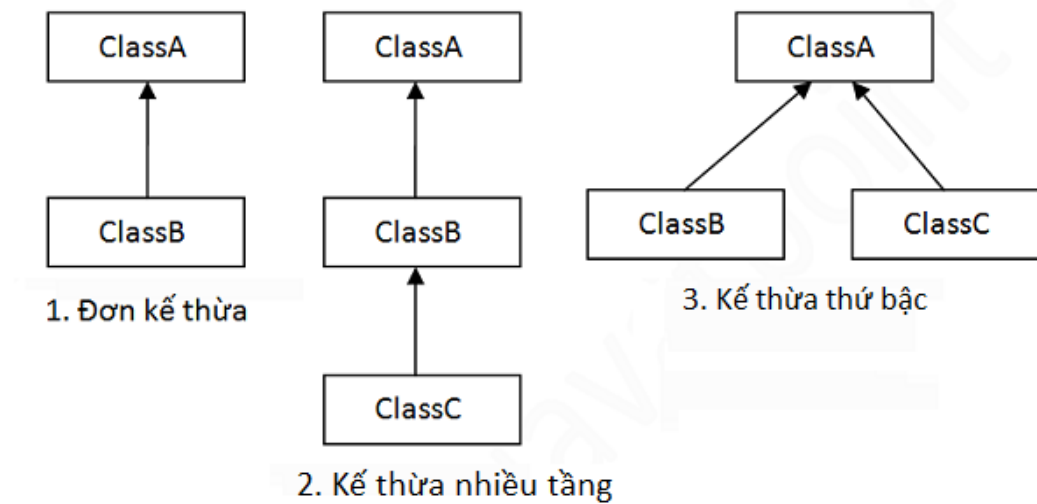 ClassA
ClassB
1. Đơn kế thừa
ClassA
ClassB
ClassC
2. Kế thừa nhiều tầng
ClassA
ClassB
ClassC
3. Kế thừa thứ bậc